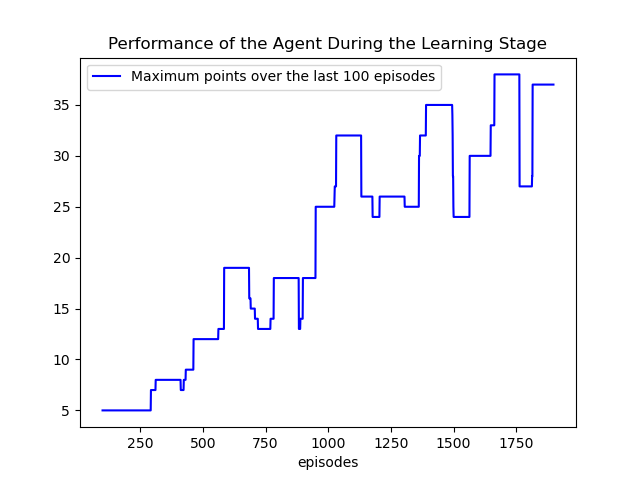 Performance of the Agent During the Learning Stage
Maximum points over the last 100 episodes
35
30
25
20
15
10
5
250 500 750 1000 1250 1500 1750
episodes